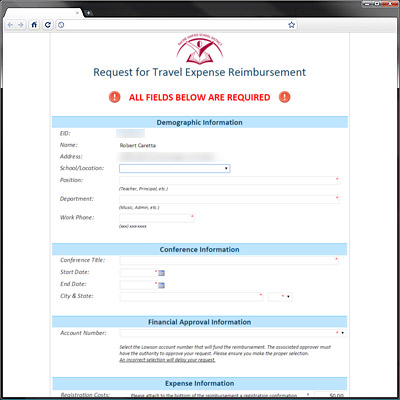 Request for Travel Expense Reimbursement
! ALL FIELDS BELOW ARE REQUIRED !
Demographic Information
EID:
Name: Robert Caretta
Address:
School/Location:
Position: *
(Teacher, Principal, etc.)
Department: *
(Music, Admin, etc.)
Work Phone: *
(xxx) xxx-xxxx
Conference Information
Conference Title: *
Start Date: *
End Date: *
City & State: * *
Financial Approval Information
Account Number: *
Select the Lawson account number that will fund the reimbursement. The associated approver must
have the authority to approve your request. Please ensure you make the proper selection.
An incorrect selection will delay your request.
Expense Information
Registration Costs: Please attach to the bottom of the reimbursement a registration confirmation * $0.00